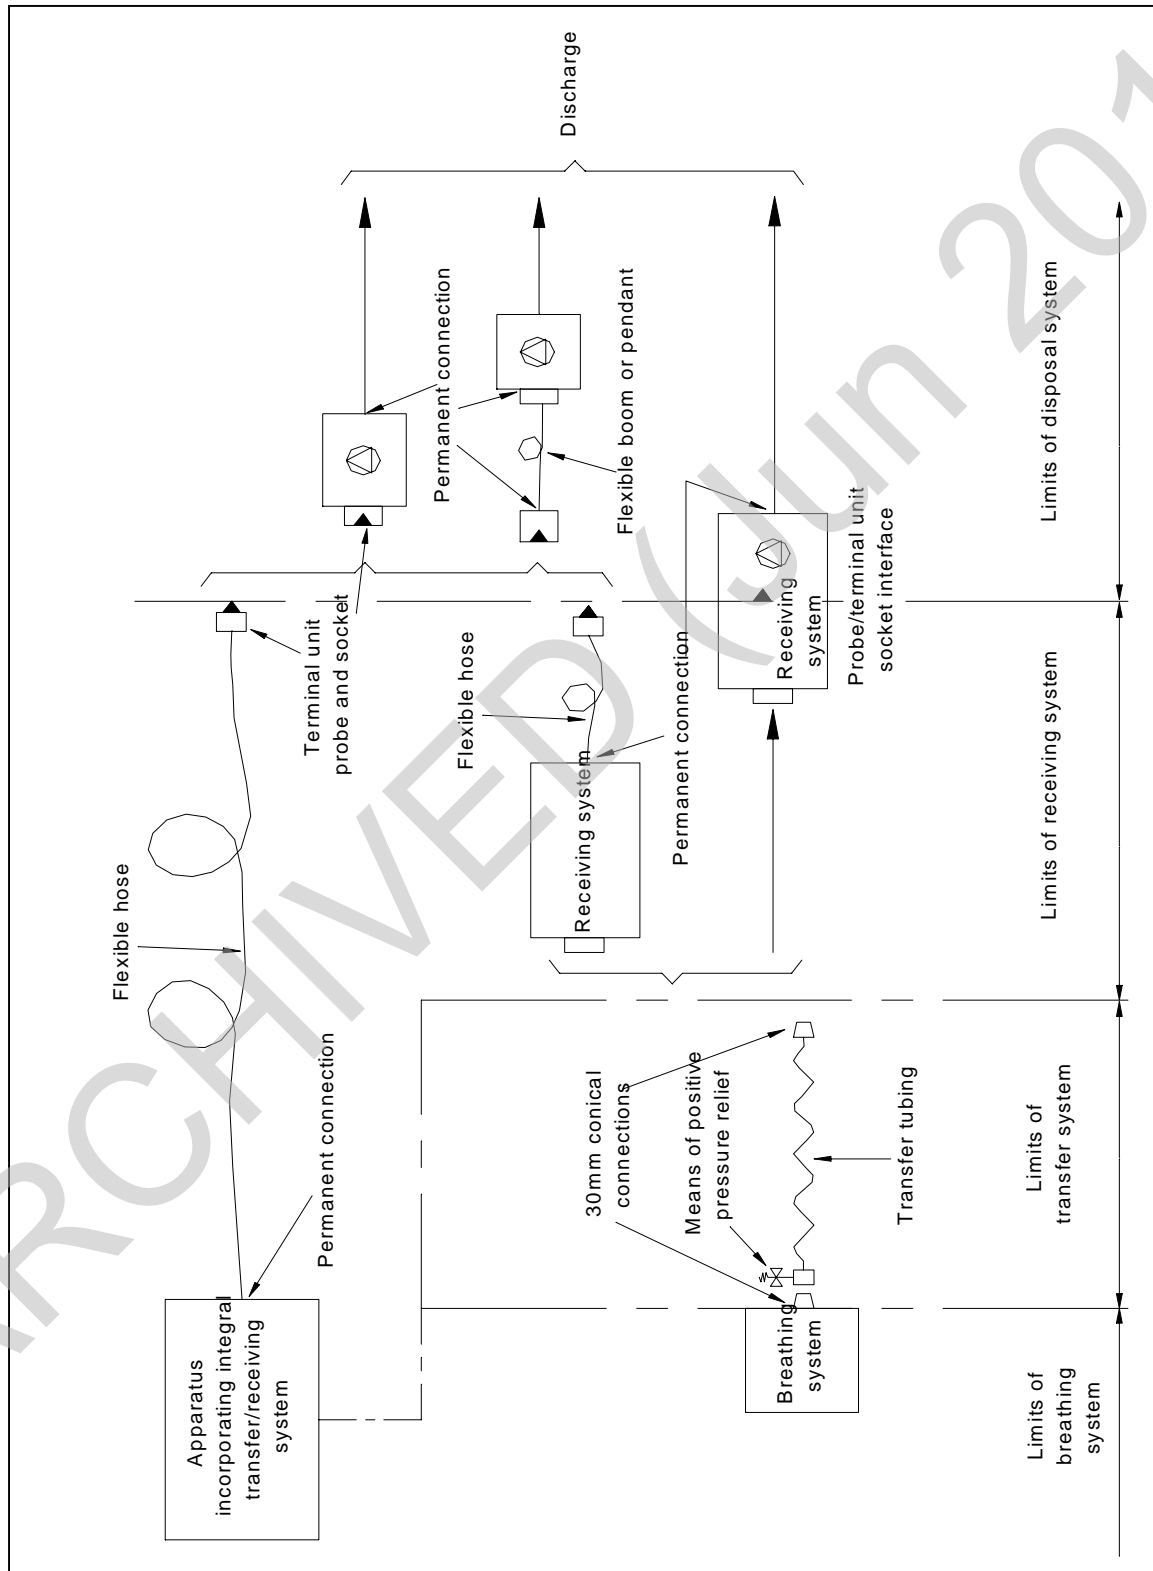 Apparatus
incorporating integral
transfer/receiving
system
Permanent connection
Flexible hose
Terminal unit
probe and socket
Permanent connection
Discharge
Flexible boom or pendant
Flexible hose
Receiving system
Permanent connection
Receiving
system
Probe/terminal unit
socket interface
30mm conical
connections
Means of positive
pressure relief
Transfer tubing
Breathing
system
Limits of
breathing
system
Limits of
transfer system
Limits of receiving system
Limits of disposal system
ARCHIVED (Jun 201